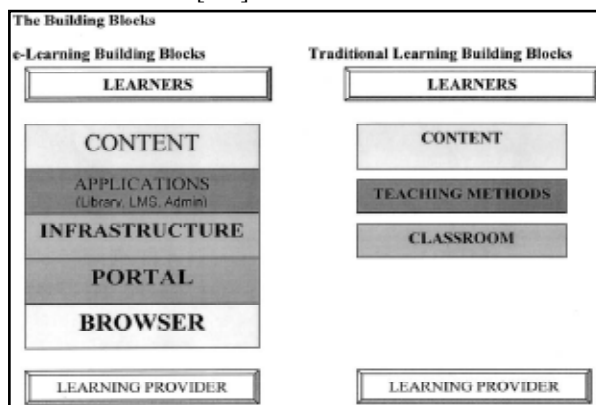 The Building Blocks
e-Learning Building Blocks
LEARNERS
CONTENT
APPLICATIONS
(Library, LMS, Admin)
INFRASTRUCTURE
PORTAL
BROWSER
LEARNING PROVIDER
Traditional Learning Building Blocks
LEARNERS
CONTENT
TEACHING METHODS
CLASSROOM
LEARNING PROVIDER